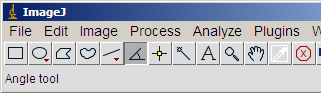 ImageJ
File Edit Image Process Analyze Plugins W
A
Angle tool